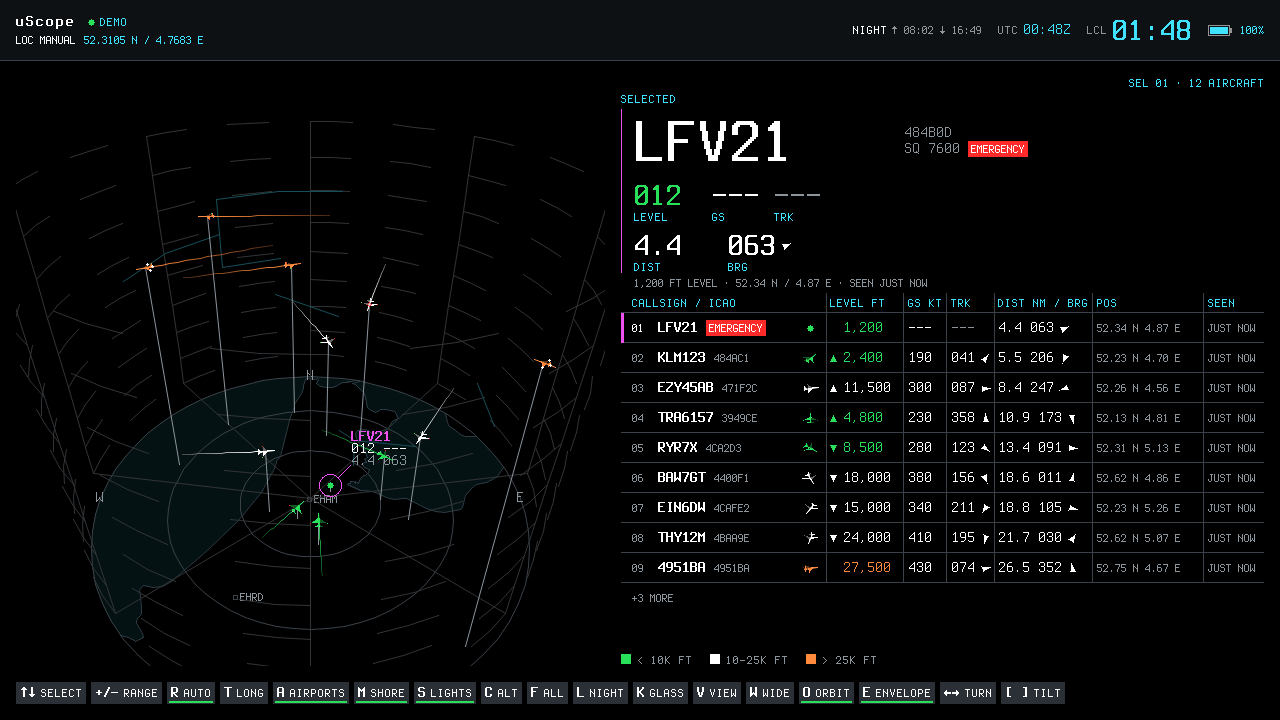 uScope DEMO
LOC MANUAL 52.3105 N / 4.7683 E
NIGHT ↑ 08:02 ↓ 16:49 UTC 00:48Z LCL 01:48 100%
SEL 01 · 12 AIRCRAFT
SELECTED
LFV21
484B0D
SQ 7600 EMERGENCY
012 --- ---
LEVEL GS TRK
4.4 063
DIST BRG
1,200 FT LEVEL · 52.34 N / 4.87 E · SEEN JUST NOW
CALLSIGN / ICAO LEVEL FT GS KT TRK DIST NM / BRG POS SEEN
01 LFV21 EMERGENCY 1,200 --- --- 4.4 063 52.34 N 4.87 E JUST NOW
02 KLM123 484AC1 ▲ 2,400 190 041 5.5 206 52.23 N 4.70 E JUST NOW
03 EZY45AB 471F2C ▲ 11,500 300 087 8.4 247 52.26 N 4.56 E JUST NOW
04 TRA6157 3949CE ▲ 4,800 230 358 10.9 173 52.13 N 4.81 E JUST NOW
05 RYR7X 4CA2D3 ▼ 8,500 280 123 13.4 091 52.31 N 5.13 E JUST NOW
06 BAW7GT 4400F1 ▼ 18,000 380 156 18.6 011 52.62 N 4.86 E JUST NOW
07 EIN6DW 4CAFE2 ▼ 15,000 340 211 18.8 105 52.23 N 5.26 E JUST NOW
08 THY12M 4BAA9E ▼ 24,000 410 195 21.7 030 52.62 N 5.07 E JUST NOW
09 4951BA 4951BA 27,500 430 074 26.5 352 52.75 N 4.67 E JUST NOW
+3 MORE
< 10K FT 10-25K FT > 25K FT
N
LFV21
012 ---
4.4 063
W
E
EHAM
EHRD
↑↓ SELECT +/- RANGE R AUTO T LONG A AIRPORTS M SHORE S LIGHTS C ALT F ALL L NIGHT K GLASS V VIEW W WIDE O ORBIT E ENVELOPE ←→ TURN [ ] TILT